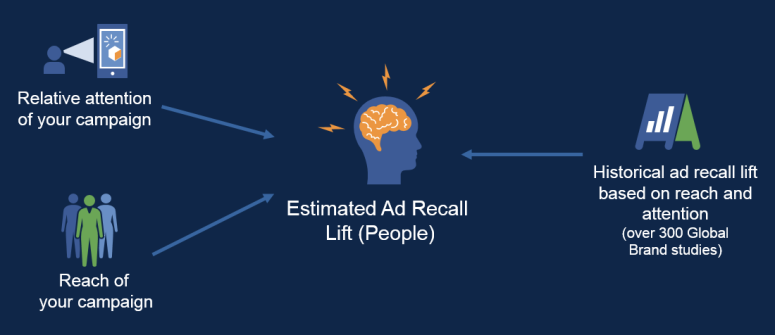 Relative attention
of your campaign
Reach of
your campaign
Estimated Ad Recall
Lift (People)
Historical ad recall lift
based on reach and
attention
(over 300 Global
Brand studies)